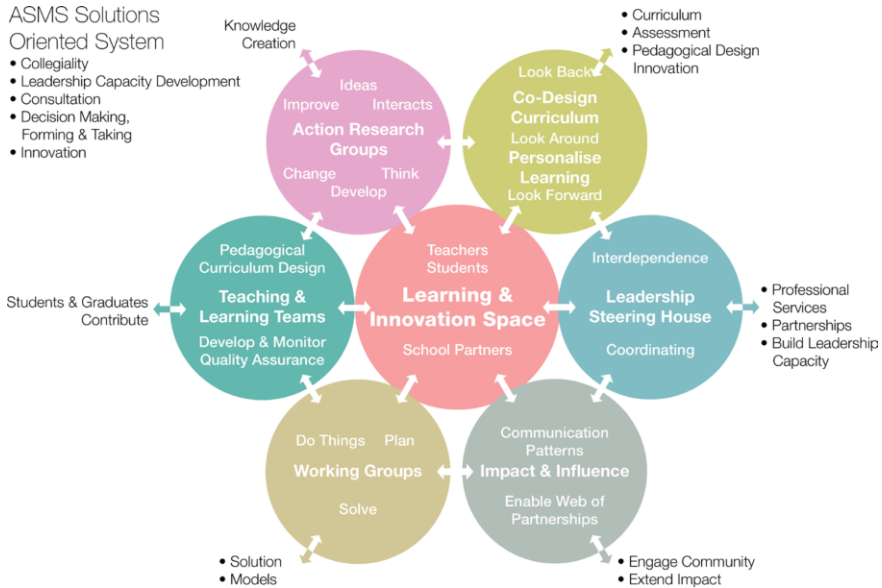 ASMS Solutions
Oriented System
• Collegiality
• Leadership Capacity Development
• Consultation
• Decision Making,
Forming & Taking
• Innovation
Knowledge
Creation
Ideas
Improve Interacts
Action Research
Groups
Change Think
Develop
• Curriculum
• Assessment
• Pedagogical Design
Innovation
Look Back
Co-Design
Curriculum
Look Around
Personalise
Learning
Look Forward
Students & Graduates
Contribute
Pedagogical
Curriculum Design
Teaching &
Learning Teams
Develop & Monitor
Quality Assurance
Teachers
Students
Learning &
Innovation Space
School Partners
Interdependence
Leadership
Steering House
Coordinating
• Professional
Services
• Partnerships
• Build Leadership
Capacity
Do Things Plan
Working Groups
Solve
• Solution
• Models
Communication
Patterns
Impact & Influence
Enable Web of
Partnerships
• Engage Community
• Extend Impact